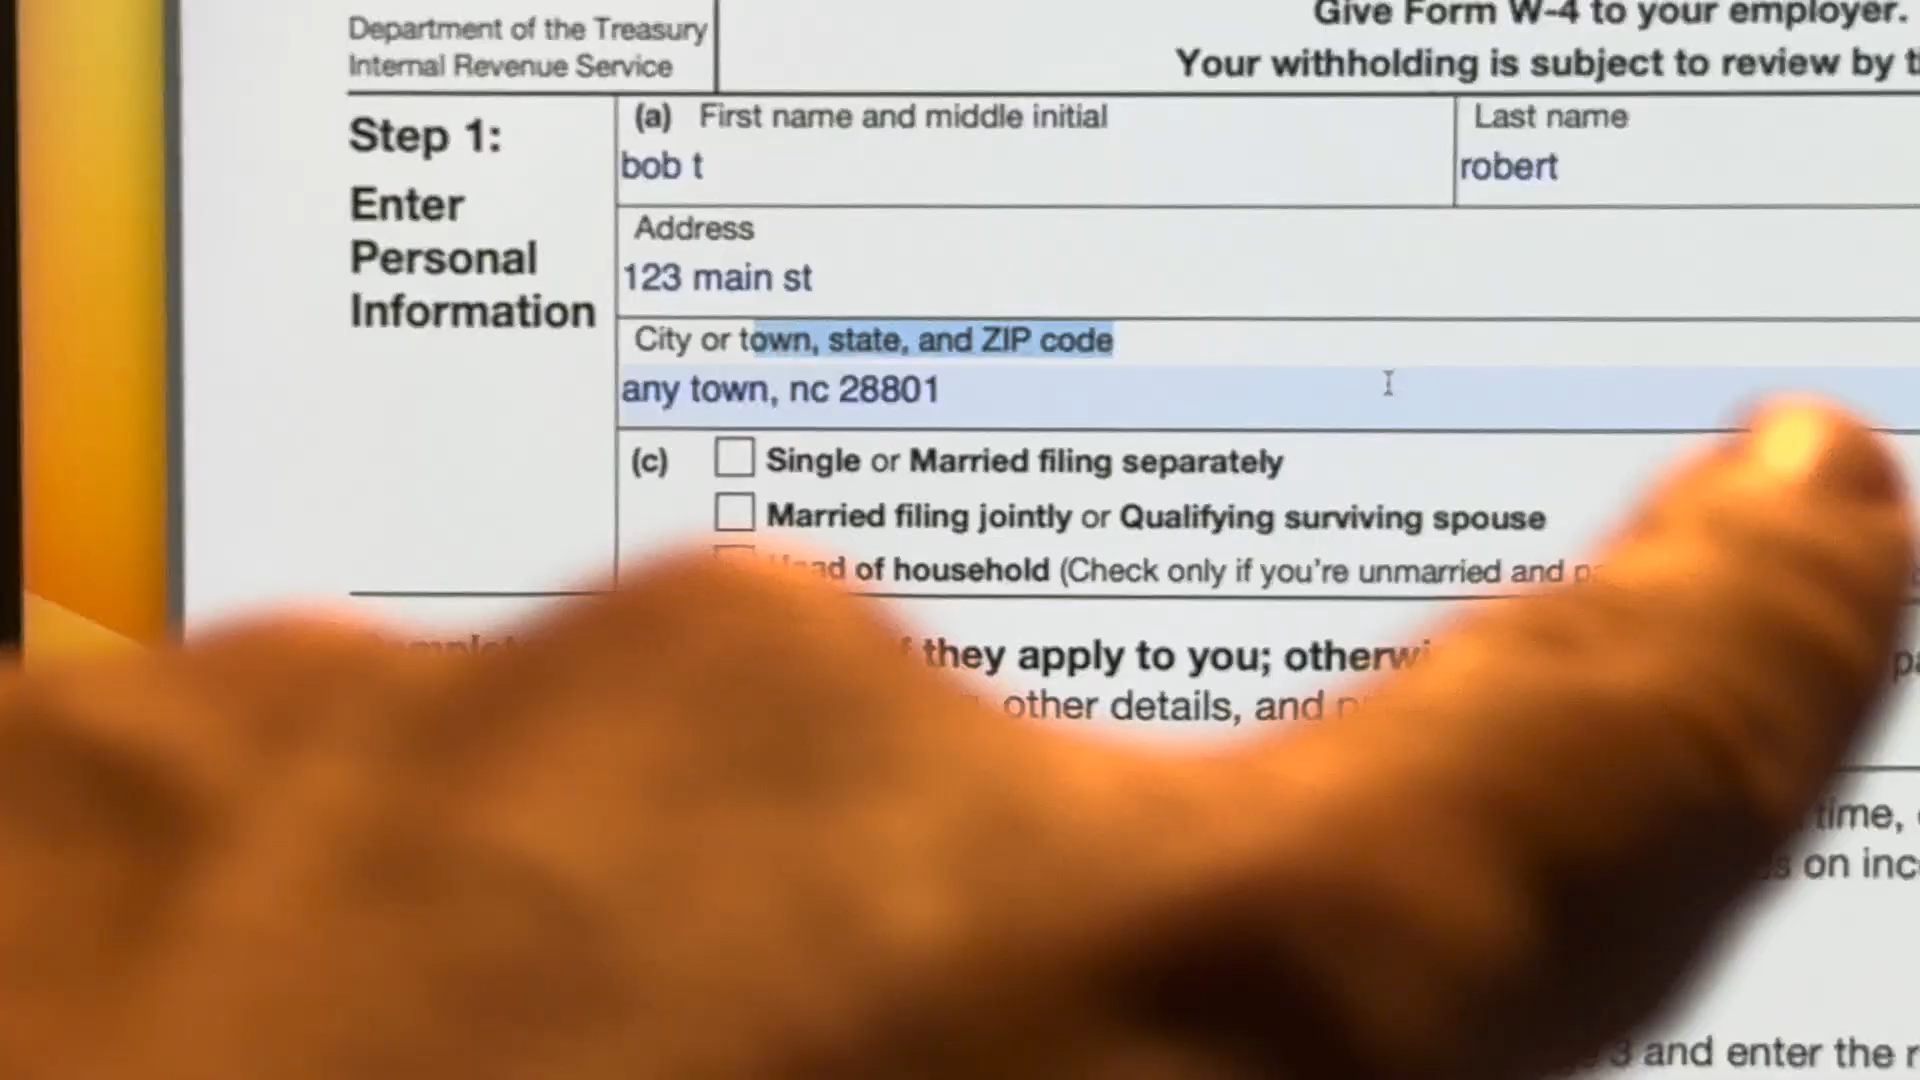 Department of the Treasury
Internal Revenue Service
Give Form W-4 to your employer.
Your withholding is subject to review by
Step 1:
Enter
Personal
Information
(a) First name and middle initial
bob t
Last name
robert
Address
123 main st
City or town, state, and ZIP code
any town, nc 28801
(c) Single or Married filing separately
Married filing jointly or Qualifying surviving spouse
of household (Check only if you're unmarried and
they apply to you; 
other details, and
time,
on
3 and enter the